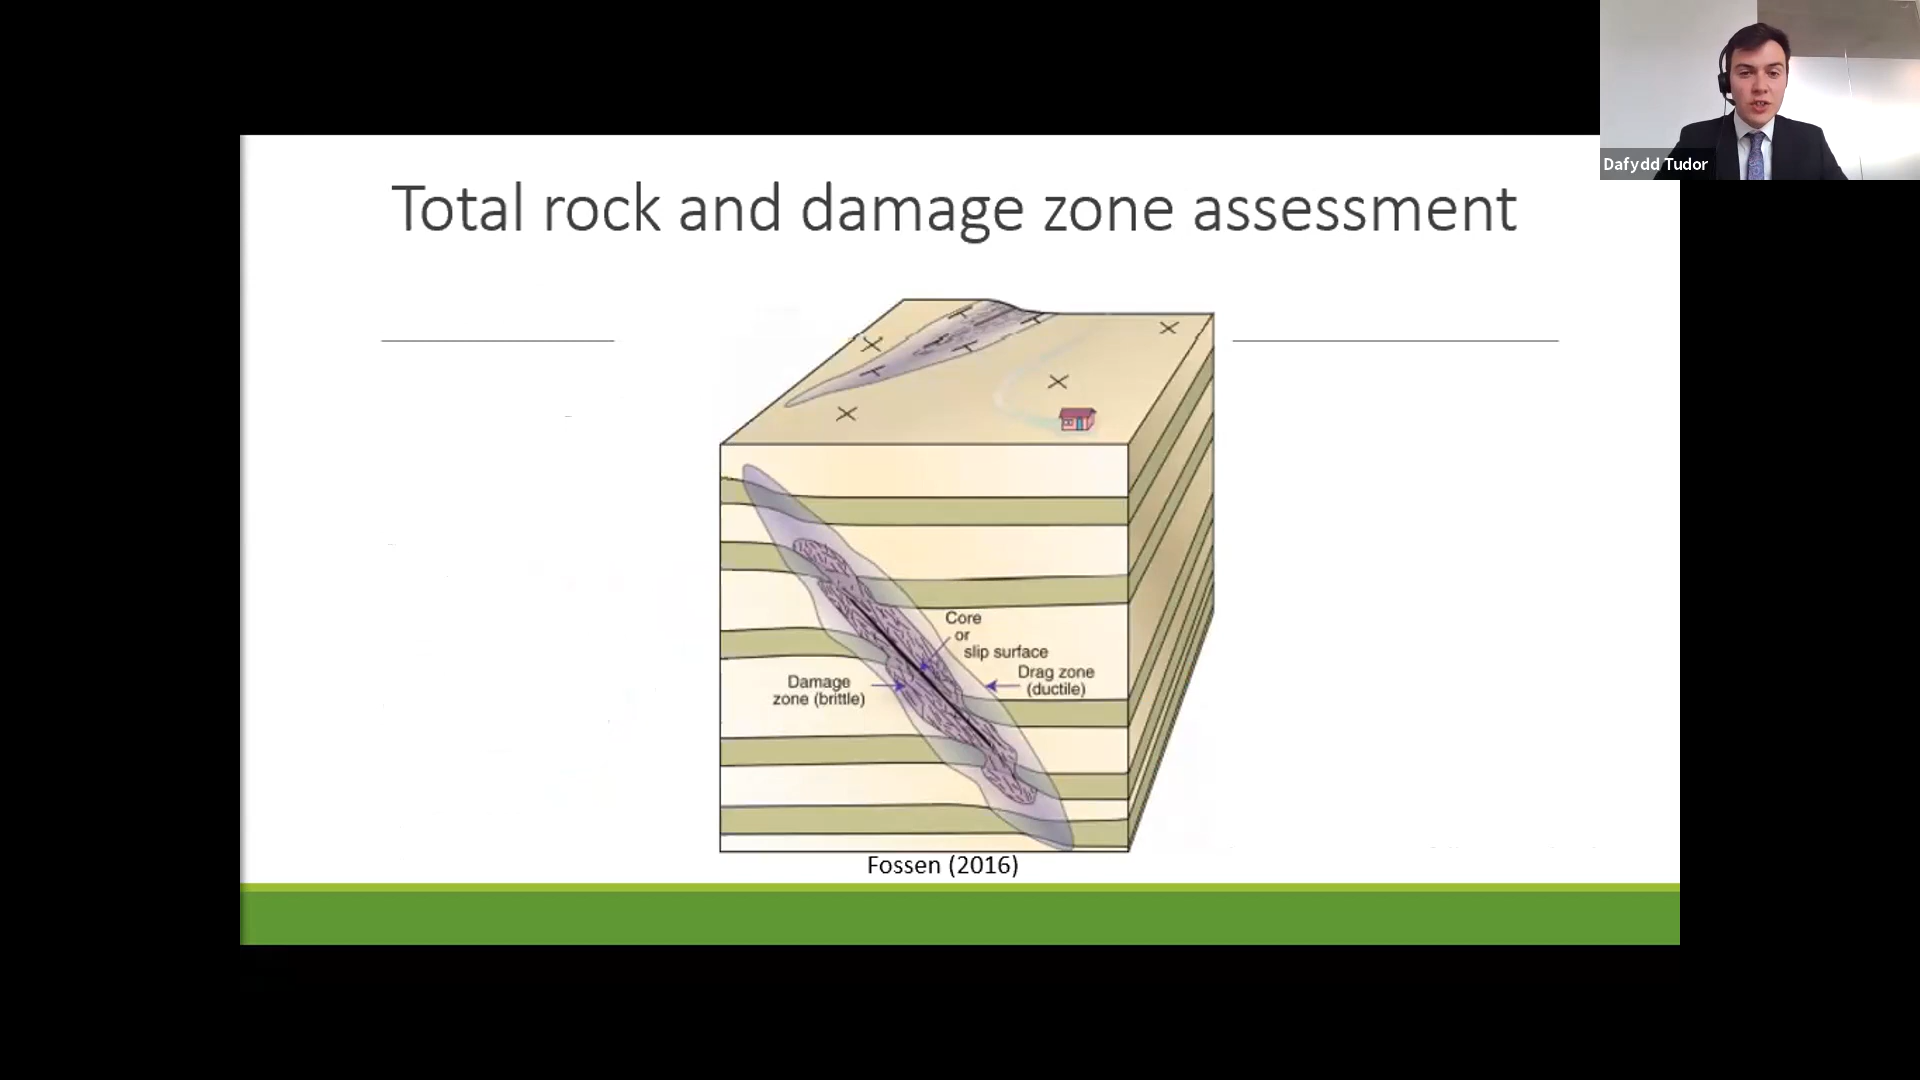 Dafydd Tudor
Total rock and damage zone assessment
Core
or
slip surface
Drag zone
(ductile)
Damage
zone (brittle)
Fossen (2016)